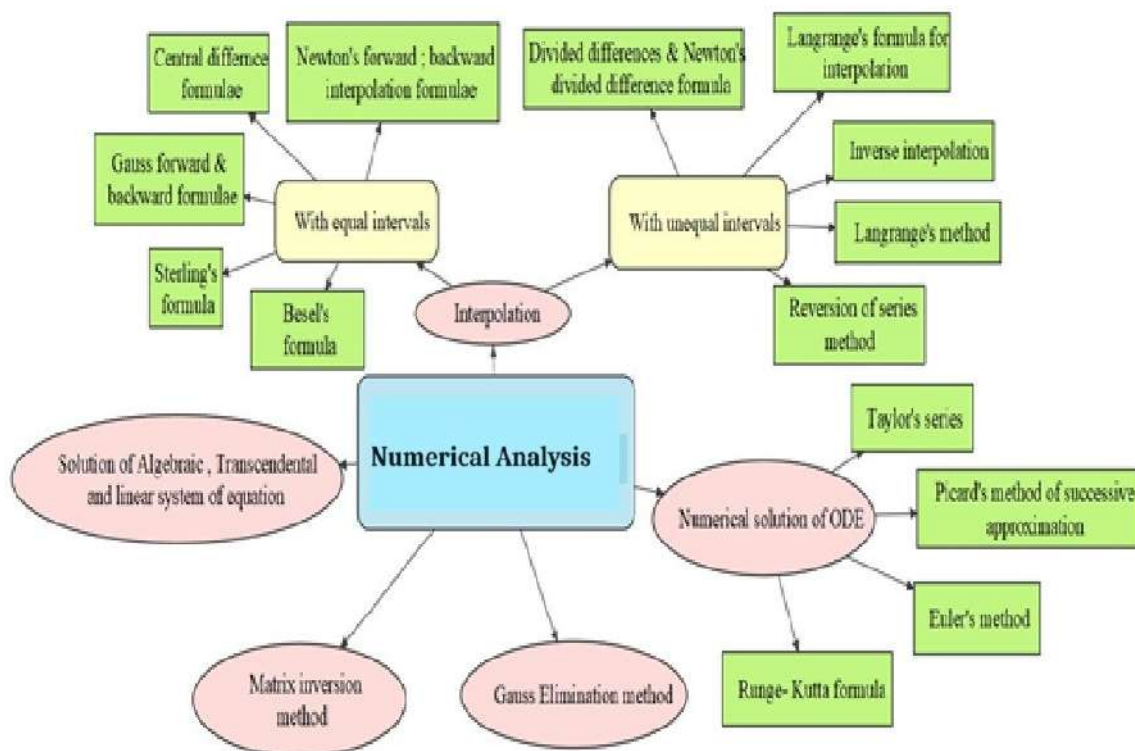 Central differnce
formulae
Newton's forward ; backward
interpolation formulae
Divided differences & Newton's
divided difference formula
Langrange's formula for
interpolation
Gauss forward &
backward formulae
With equal intervals
With unequal intervals
Inverse interpolation
Langrange's method
Sterling's
formula
Besel's
formula
Interpolation
Reversion of series
method
Taylor's series
Solution of Algebraic , Transcendental
and linear system of equation
Numerical Analysis
Numerical solution of ODE
Picard's method of successive
approximation
Euler's method
Matrix inversion
method
Gauss Elimination method
Runge- Kutta formula